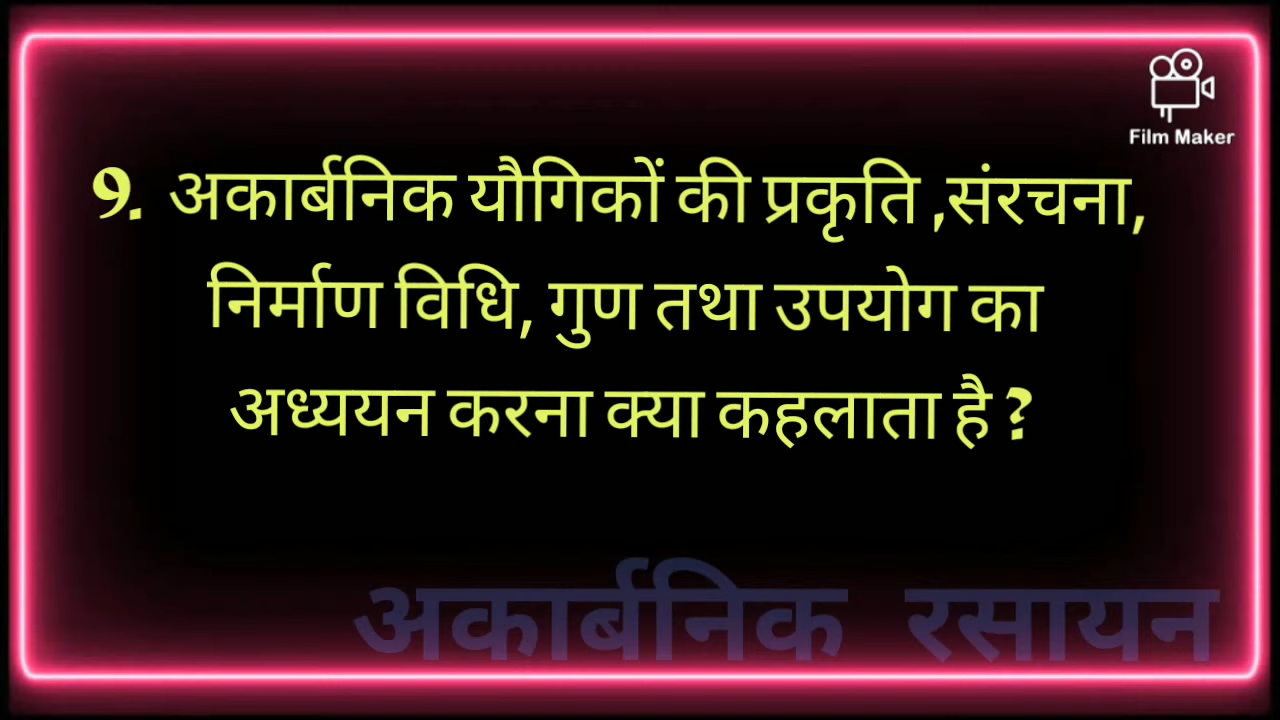 Film Maker
9. अकार्बनिक यौगिकों की प्रकृति ,संरचना,
निर्माण विधि, गुण तथा उपयोग का
अध्ययन करना क्या कहलाता है ?
अकार्बनिक रसायन